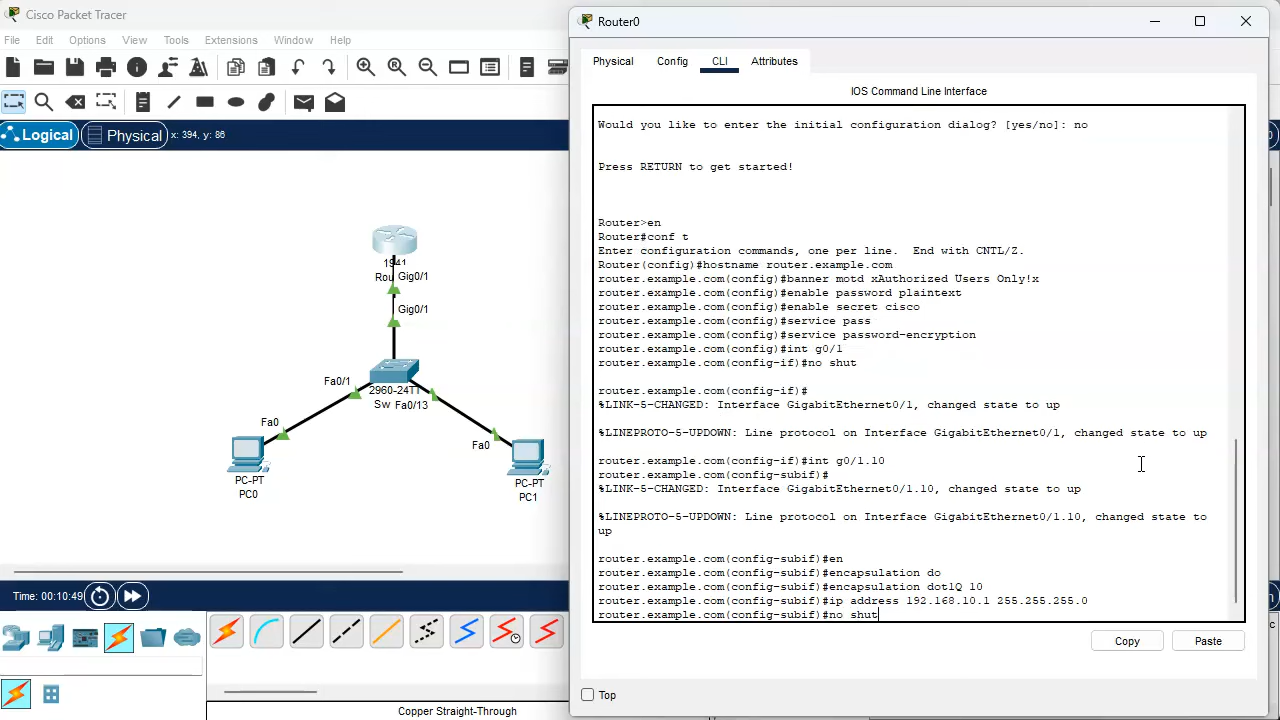 Cisco Packet Tracer
File Edit Options View Tools Extensions Window Help
Logical Physical x: 394, y: 86
1941
Rou Gig0/1
Gig0/1
Fa0/1
2960-24TT
Sw Fa0/13
Fa0
Fa0
PC-PT
PC0
PC-PT
PC1
Time: 00:10:49
Copper Straight-Through
Router0
Physical Config CLI Attributes
IOS Command Line Interface
Would you like to enter the initial configuration dialog? [yes/no]: no
Press RETURN to get started!
Router>en
Router#conf t
Enter configuration commands, one per line. End with CNTL/Z.
Router(config)#hostname router.example.com
router.example.com(config)#banner motd xAuthorized Users Only!x
router.example.com(config)#enable password plaintext
router.example.com(config)#enable secret cisco
router.example.com(config)#service pass
router.example.com(config)#service password-encryption
router.example.com(config)#int g0/1
router.example.com(config-if)#no shut
router.example.com(config-if)#
%LINK-5-CHANGED: Interface GigabitEthernet0/1, changed state to up
%LINEPROTO-5-UPDOWN: Line protocol on Interface GigabitEthernet0/1, changed state to up
router.example.com(config-if)#int g0/1.10
router.example.com(config-subif)#
%LINK-5-CHANGED: Interface GigabitEthernet0/1.10, changed state to up
%LINEPROTO-5-UPDOWN: Line protocol on Interface GigabitEthernet0/1.10, changed state to
up
router.example.com(config-subif)#en
router.example.com(config-subif)#encapsulation do
router.example.com(config-subif)#encapsulation dot1Q 10
router.example.com(config-subif)#ip address 192.168.10.1 255.255.255.0
router.example.com(config-subif)#no shut
Copy Paste
Top